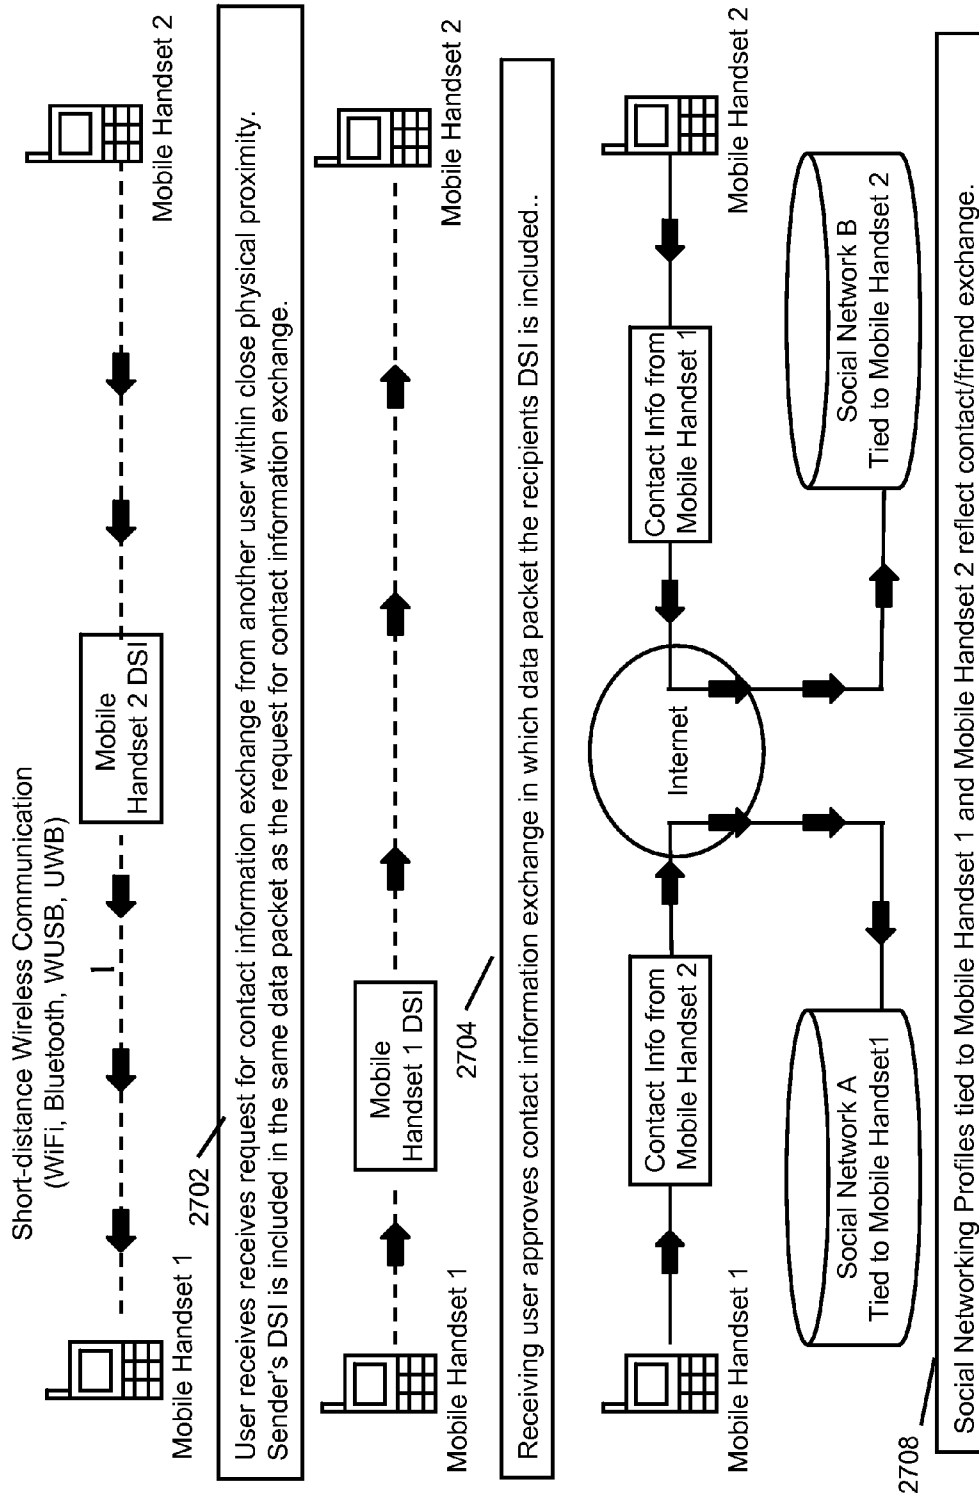 Short-distance Wireless Communication
(WiFi, Bluetooth, WUSB, UWB)
Mobile
Handset 2 DSI
Mobile Handset 1
Mobile Handset 2
2702
User receives receives request for contact information exchange from another user within close physical proximity.
Sender's DSI is included in the same data packet as the request for contact information exchange.
Mobile
Handset 1 DSI
Mobile Handset 1
Mobile Handset 2
2704
Receiving user approves contact information exchange in which data packet the recipients DSI is included..
Contact Info from
Mobile Handset 2
Internet
Contact Info from
Mobile Handset 1
Mobile Handset 1
Mobile Handset 2
Social Network A
Tied to Mobile Handset1
Social Network B
Tied to Mobile Handset 2
2708
Social Networking Profiles tied to Mobile Handset 1 and Mobile Handset 2 reflect contact/friend exchange.